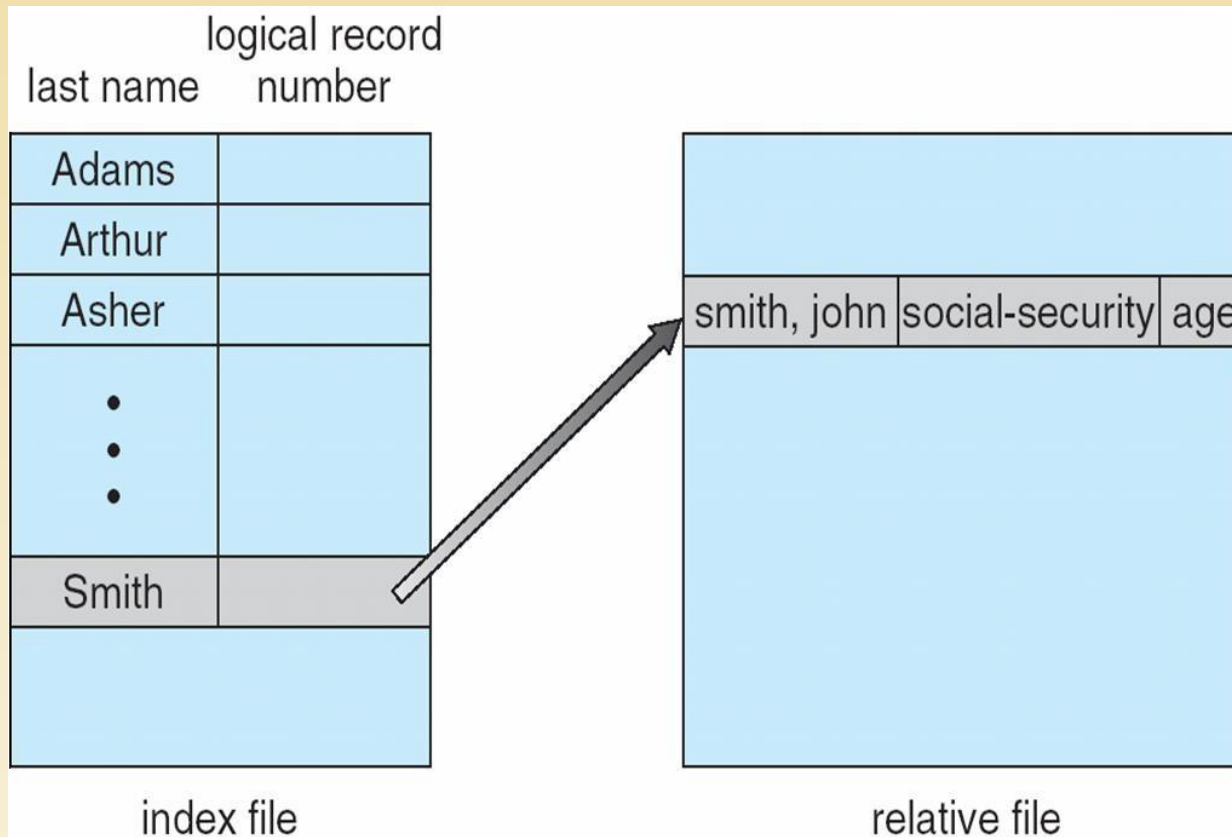 logical record
last name number
Adams
Arthur
Asher
Smith
smith, john social-security age
index file relative file